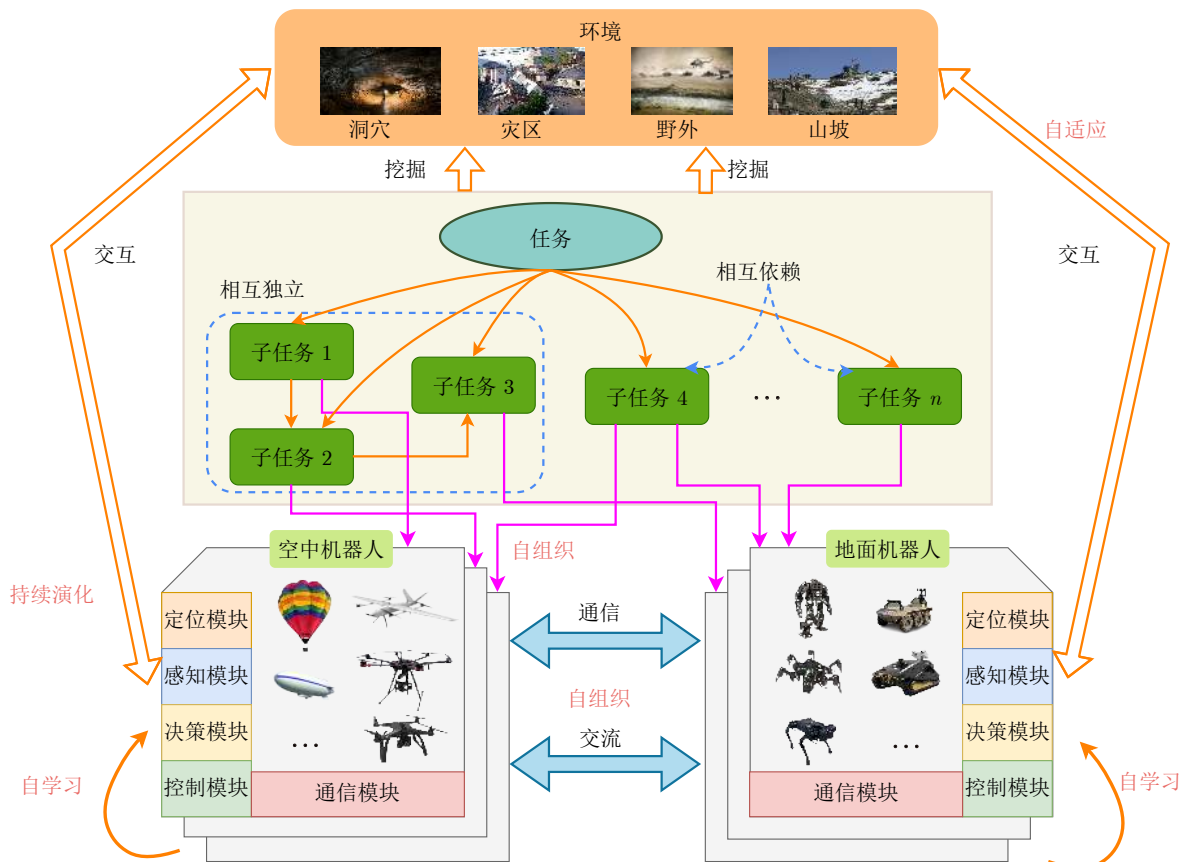 环境
洞穴
灾区
野外
山坡
自适应
挖掘
挖掘
任务
交互
交互
相互独立
相互依赖
子任务 1
子任务 3
子任务 4
...
子任务 n
子任务 2
空中机器人
自组织
地面机器人
持续演化
定位模块
通信
定位模块
感知模块
感知模块
自组织
决策模块
...
交流
...
决策模块
自学习
控制模块
通信模块
通信模块
控制模块
自学习